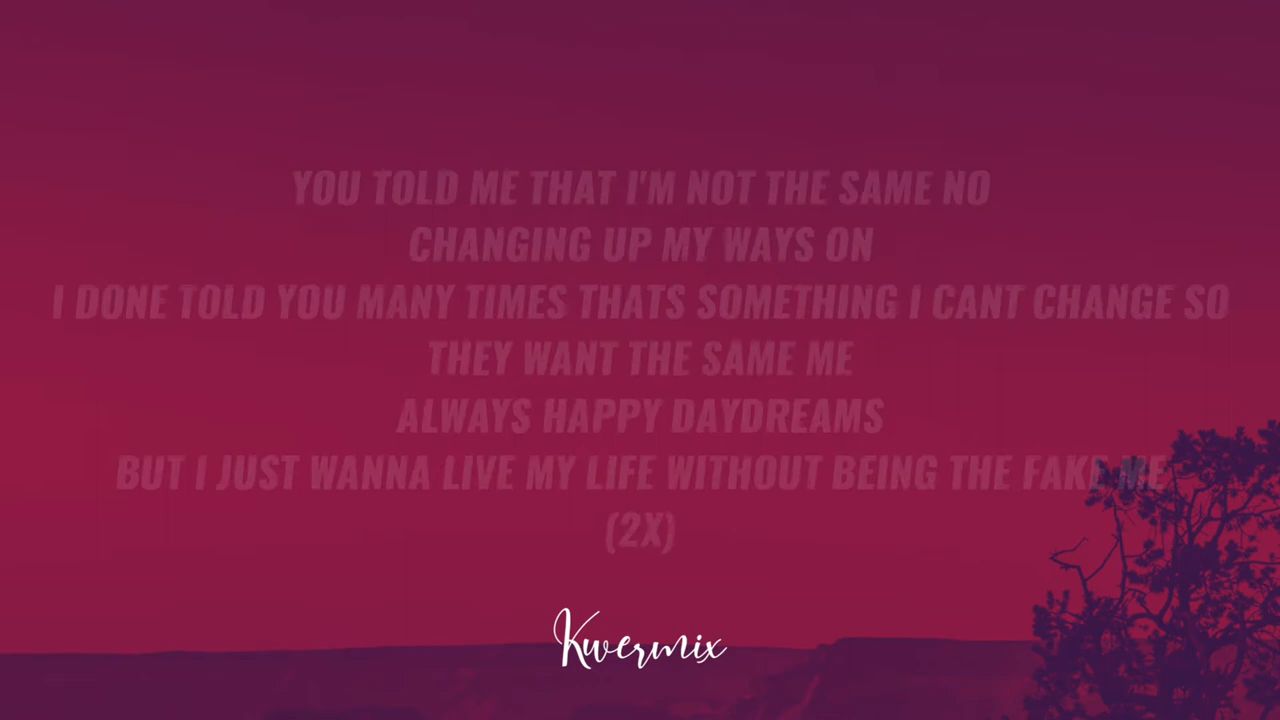 YOU TOLD ME THAT I'M NOT THE SAME NO
CHANGING UP MY WAYS ON
I DONE TOLD YOU MANY TIMES THATS SOMETHING I CANT CHANGE SO
THEY WANT THE SAME ME
ALWAYS HAPPY DAYDREAMS
BUT I JUST WANNA LIVE MY LIFE WITHOUT BEING THE FAKE ME
(2X)
Kwermix